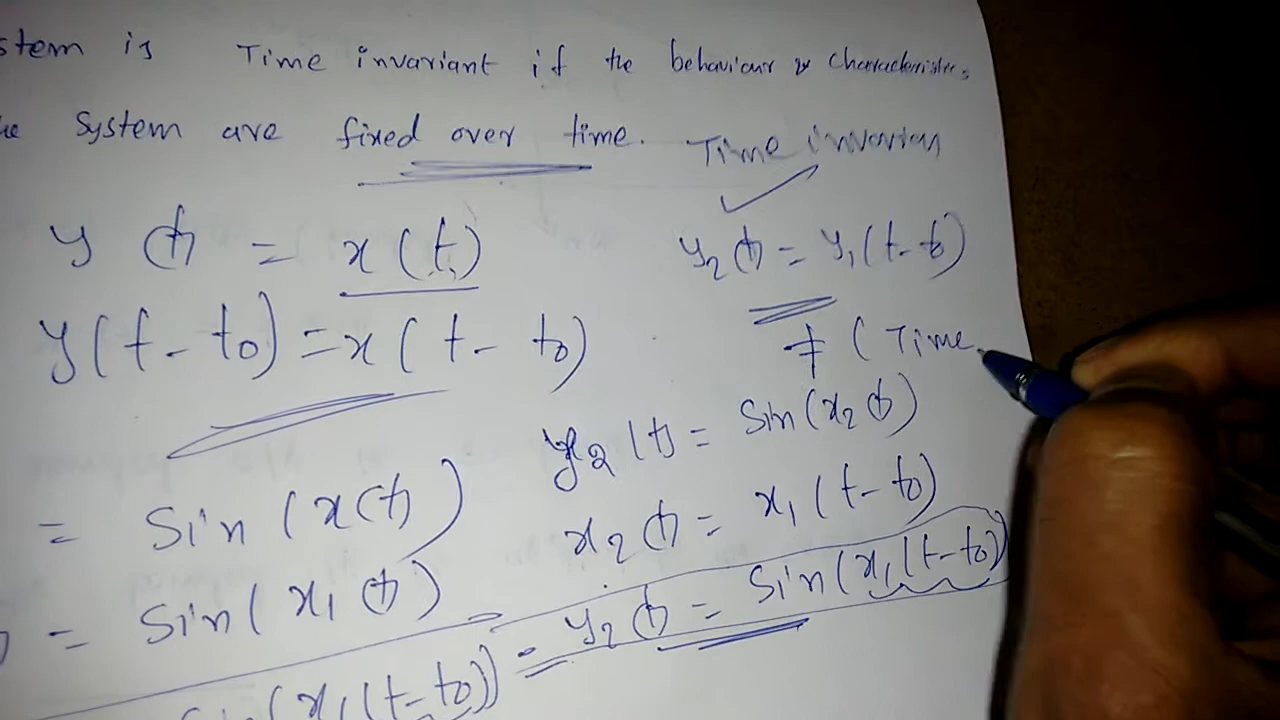 stem is Time invariant if the behaviour & characteristics
he System are fixed over time. Time invarian
y (t) = x(t)
y2(t) = y1(t-t0)
y(t-t0) = x(t-t0)
≠ (Time
y2(t) = Sin(x2(t))
= Sin(x(t))
x2(t) = x1(t-t0)
= Sin(x1(t))
y2(t) = Sin(x1(t-t0))
(x1(t-t0))